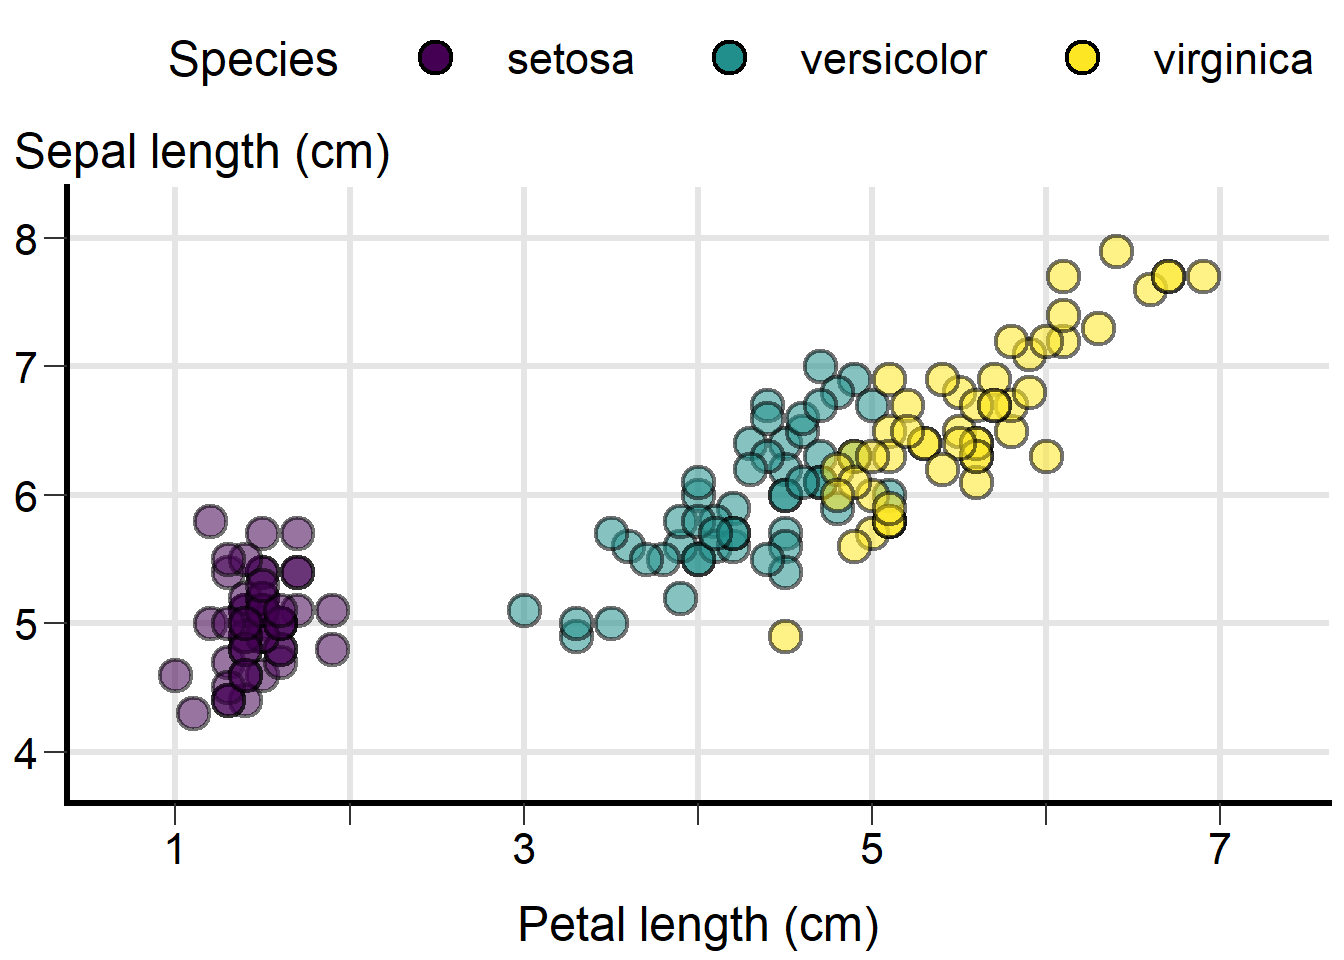 Species setosa versicolor virginica
Sepal length (cm)
8
7
6
5
4
1 3 5 7
Petal length (cm)